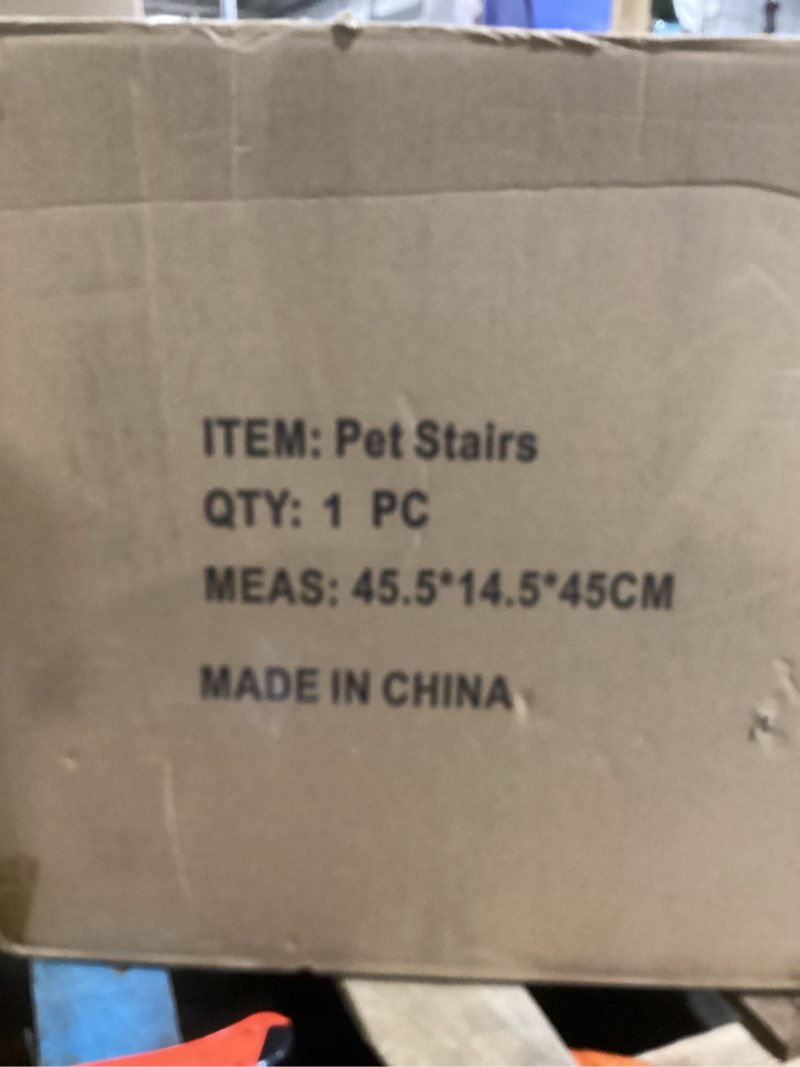 ITEM: Pet Stairs
QTY: 1 PC
MEAS: 45.5*14.5*45CM
MADE IN CHINA